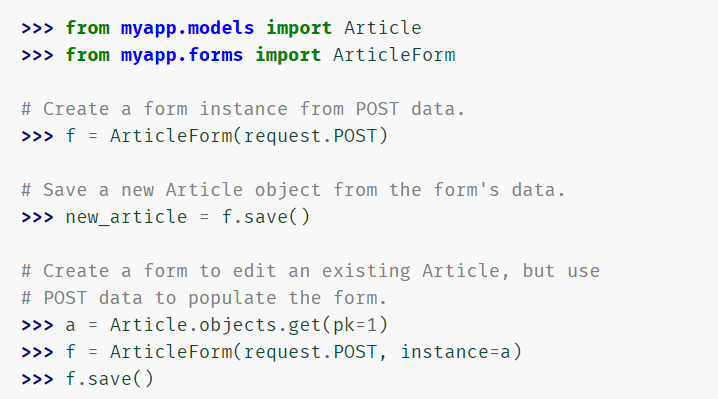 >>> from myapp.models import Article
>>> from myapp.forms import ArticleForm
# Create a form instance from POST data.
>>> f = ArticleForm(request.POST)
# Save a new Article object from the form's data.
>>> new_article = f.save()
# Create a form to edit an existing Article, but use
# POST data to populate the form.
>>> a = Article.objects.get(pk=1)
>>> f = ArticleForm(request.POST, instance=a)
>>> f.save()